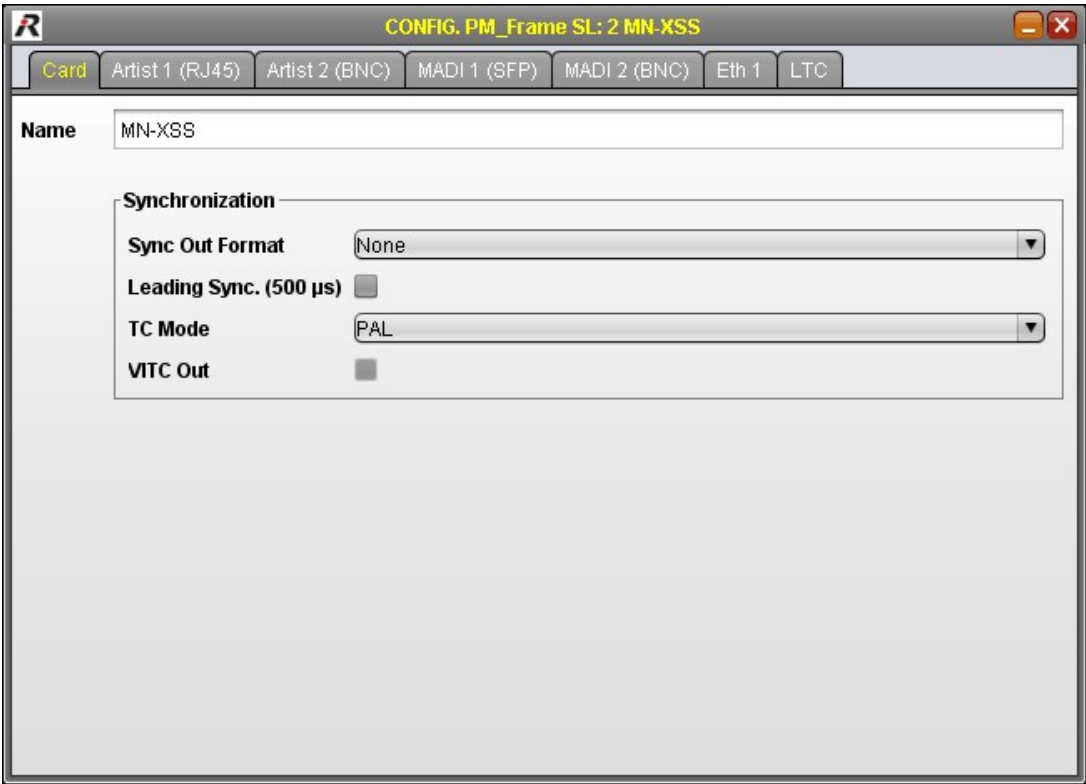 R
CONFIG. PM_Frame SL: 2 MN-XSS
Card Artist 1 (RJ45) Artist 2 (BNC) MADI 1 (SFP) MADI 2 (BNC) Eth 1 LTC
Name MN-XSS
Synchronization
Sync Out Format None
Leading Sync. (500 µs)
TC Mode PAL
VITC Out